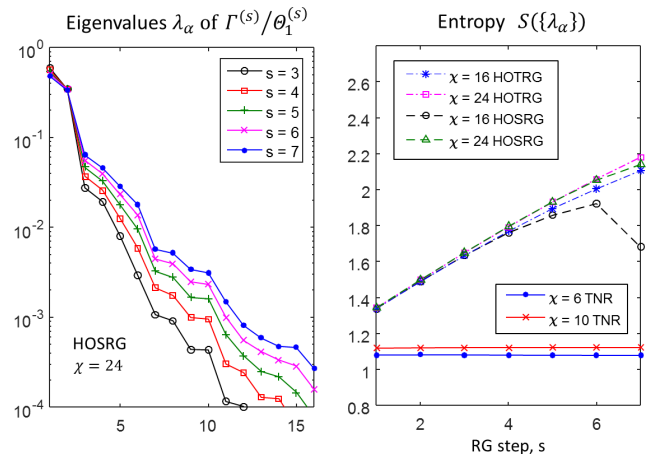 Eigenvalues λ_α of Γ^(s)/Θ_1^(s)
10^0
10^-1
10^-2
10^-3
10^-4
s = 3
s = 4
s = 5
s = 6
s = 7
HOSRG
χ = 24
5
10
15
Entropy S({λ_α})
2.6
2.4
2.2
2
1.8
1.6
1.4
1.2
1
0.8
χ = 16 HOTRG
χ = 24 HOTRG
χ = 16 HOSRG
χ = 24 HOSRG
χ = 6 TNR
χ = 10 TNR
2
4
6
RG step, s